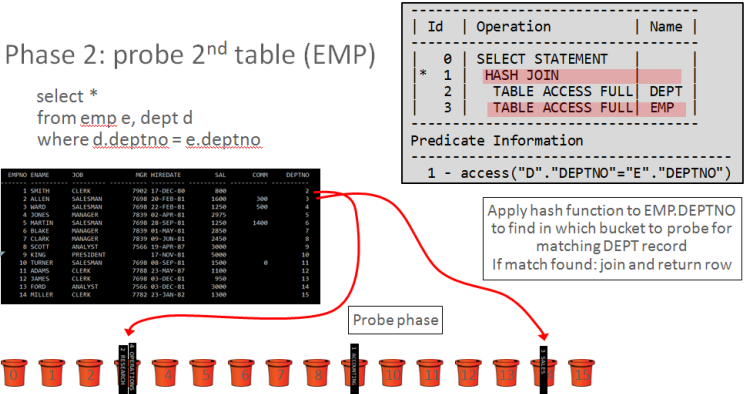 Phase 2: probe 2nd table (EMP)
select *
from emp e, dept d
where d.deptno = e.deptno
-------------------------------------
| Id | Operation | Name |
-------------------------------------
| 0 | SELECT STATEMENT | |
|* 1 | HASH JOIN | |
| 2 | TABLE ACCESS FULL| DEPT |
| 3 | TABLE ACCESS FULL| EMP |
-------------------------------------
Predicate Information
-------------------------------------
1 - access("D"."DEPTNO"="E"."DEPTNO")
EMPNO ENAME JOB MGR HIREDATE SAL COMM DEPTNO
1 SMITH CLERK 7902 17-DEC-80 800 2
2 ALLEN SALESMAN 7698 20-FEB-81 1600 300 3
3 WARD SALESMAN 7698 22-FEB-81 1250 500 4
4 JONES MANAGER 7839 02-APR-81 2975 5
5 MARTIN SALESMAN 7698 28-SEP-81 1250 1400 6
6 BLAKE MANAGER 7839 01-MAY-81 2850 7
7 CLARK MANAGER 7839 09-JUN-81 2450 8
8 SCOTT ANALYST 7566 19-APR-87 3000 9
9 KING PRESIDENT 17-NOV-81 5000 10
10 TURNER SALESMAN 7698 08-SEP-81 1500 0 11
11 ADAMS CLERK 7788 23-MAY-87 1100 12
12 JAMES CLERK 7698 03-DEC-81 950 13
13 FORD ANALYST 7566 03-DEC-81 3000 14
14 MILLER CLERK 7782 23-JAN-82 1300 15
Apply hash function to EMP.DEPTNO
to find in which bucket to probe for
matching DEPT record
If match found: join and return row
Probe phase
2 RESEARCH
4 OPERATIONS
1 ACCOUNTING
3 SALES
0 1 2 4 5 6 7 8 10 11 12 13 15